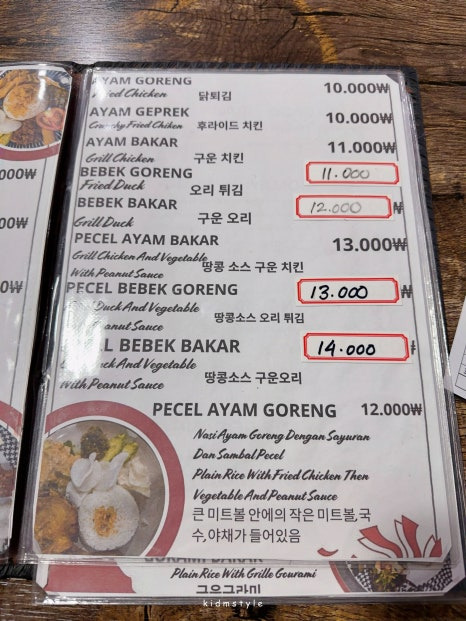 AYAM GORENG 10.000₩
Fried Chicken 닭튀김
AYAM GEPREK 10.000₩
Crunchy Fried Chiken 후라이드 치킨
AYAM BAKAR 11.000₩
Grill Chicken 구운 치킨
BEBEK GORENG 11.000
Fried Duck 오리 튀김
BEBEK BAKAR 12.000 ₩
Grill Duck 구운 오리
PECEL AYAM BAKAR 13.000₩
Grill Chicken And Vegetable
With Peanut Sauce 땅콩 소스 구운 치킨
PECEL BEBEK GORENG 13.000 ₩
Duck And Vegetable
Peanut Sauce 땅콩소스 오리 튀김
BEBEK BAKAR 14.000
Duck And Vegetable
With Peanut Sauce 땅콩소스 구운오리
PECEL AYAM GORENG 12.000₩
Nasi Ayam Goreng Dengan Sayuran
Dan Sambal Pecel
Plain Rice With Fried Chicken Then
Vegetable And Peanut Sauce
큰 미트볼 안에의 작은 미트볼, 국
수, 야채가 들어있음
Plain Rice With Grille Gourami
kidmstyle
000₩
00₩
0₩